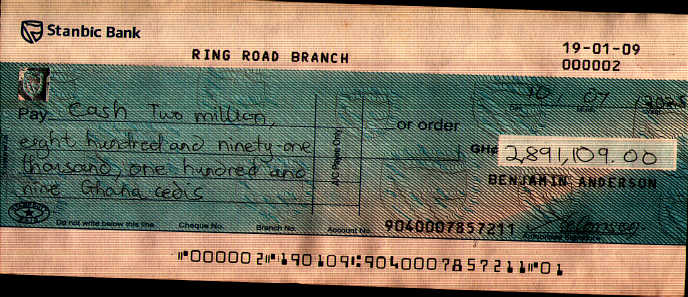 Stanbic Bank
RING ROAD BRANCH
19-01-09
000002
10 07 2025
Pay Cash Two million,
or order
eight hundred and ninety-one
GH¢ 2,891,109.00
thousand, one hundred and
BENJAMIN ANDERSON
nine Ghana cedis
A/C Payee Only
Do not write below this line Cheque No. Branch No. Account No. 9040007857211
⑈000002⑈190109⑆9040007857211⑈01